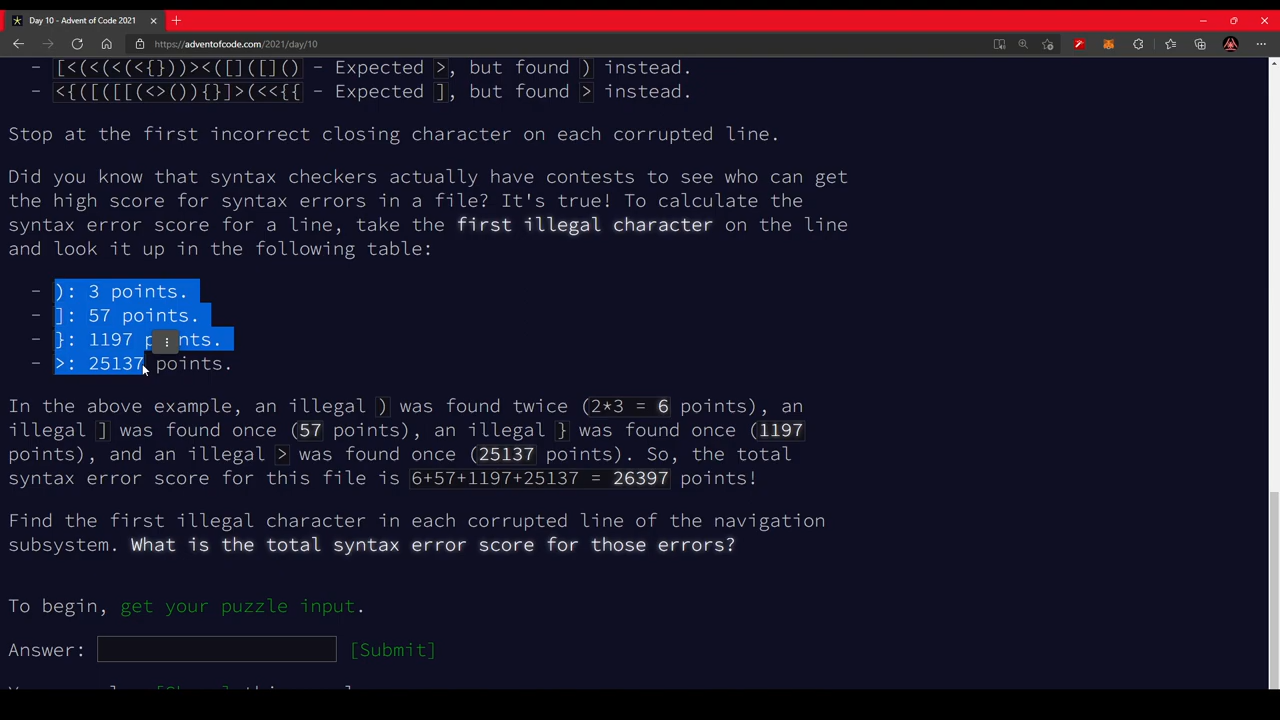 Day 10 - Advent of Code 2021
https://adventofcode.com/2021/day/10
- [<(<(<(<{}))><([]([]() - Expected >, but found ) instead.
- <{([([[(<>()){}]>(<<{{ - Expected ], but found > instead.
Stop at the first incorrect closing character on each corrupted line.
Did you know that syntax checkers actually have contests to see who can get
the high score for syntax errors in a file? It's true! To calculate the
syntax error score for a line, take the first illegal character on the line
and look it up in the following table:
- ): 3 points.
- ]: 57 points.
- }: 1197 points.
- >: 25137 points.
In the above example, an illegal ) was found twice (2*3 = 6 points), an
illegal ] was found once (57 points), an illegal } was found once (1197
points), and an illegal > was found once (25137 points). So, the total
syntax error score for this file is 6+57+1197+25137 = 26397 points!
Find the first illegal character in each corrupted line of the navigation
subsystem. What is the total syntax error score for those errors?
To begin, get your puzzle input.
Answer: [Submit]